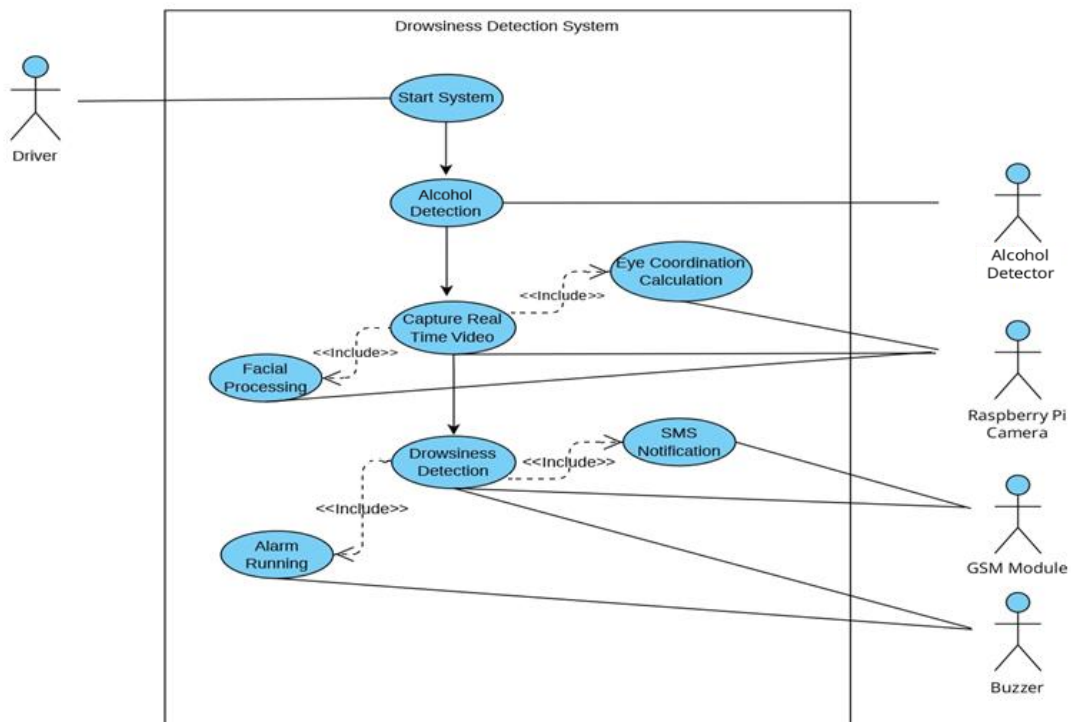 Drowsiness Detection System
Start System
Driver
Alcohol
Detection
Alcohol
Detector
Eye Coordination
Calculation
<<Include>>
Capture Real
Time Video
<<Include>>
Facial
Processing
Raspberry Pi
Camera
SMS
Notification
Drowsiness
Detection
<<Include>>
<<Include>>
Alarm
Running
GSM Module
Buzzer